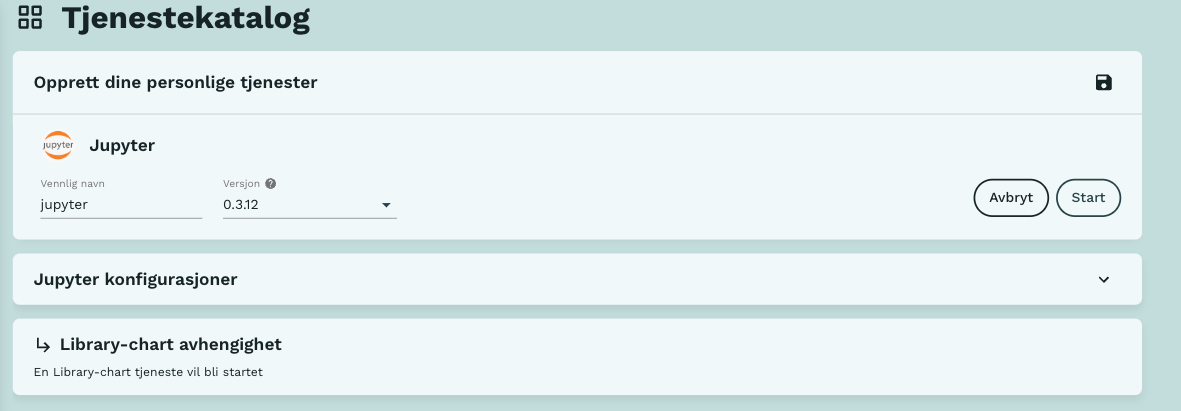 Tjenestekatalog
Opprett dine personlige tjenester
jupyter
Jupyter
Vennlig navn
Versjon
jupyter
0.3.12
Avbryt
Start
Jupyter konfigurasjoner
Library-chart avhengighet
En Library-chart tjeneste vil bli startet